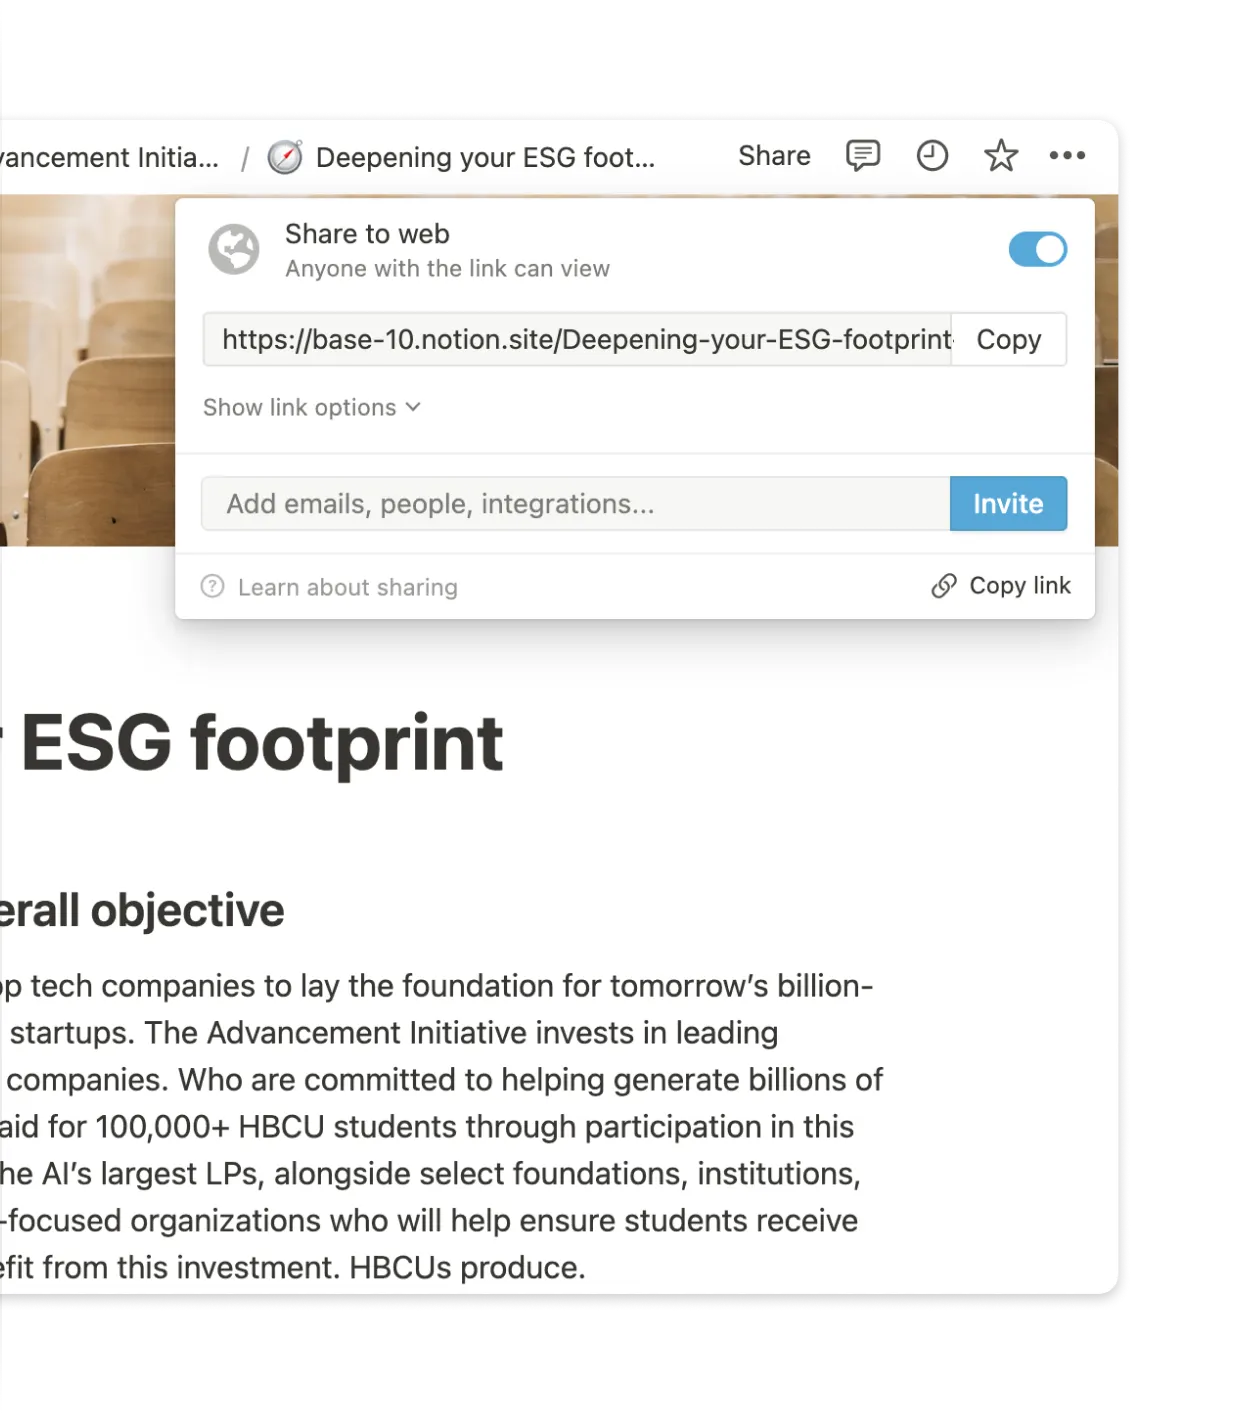 vancement Initia... / Deepening your ESG foot... Share
Share to web
Anyone with the link can view
https://base-10.notion.site/Deepening-your-ESG-footprint- Copy
Show link options
Add emails, people, integrations... Invite
Learn about sharing Copy link
ESG footprint
erall objective
op tech companies to lay the foundation for tomorrow's billion-
startups. The Advancement Initiative invests in leading
companies. Who are committed to helping generate billions of
aid for 100,000+ HBCU students through participation in this
he AI's largest LPs, alongside select foundations, institutions,
-focused organizations who will help ensure students receive
efit from this investment. HBCUs produce.